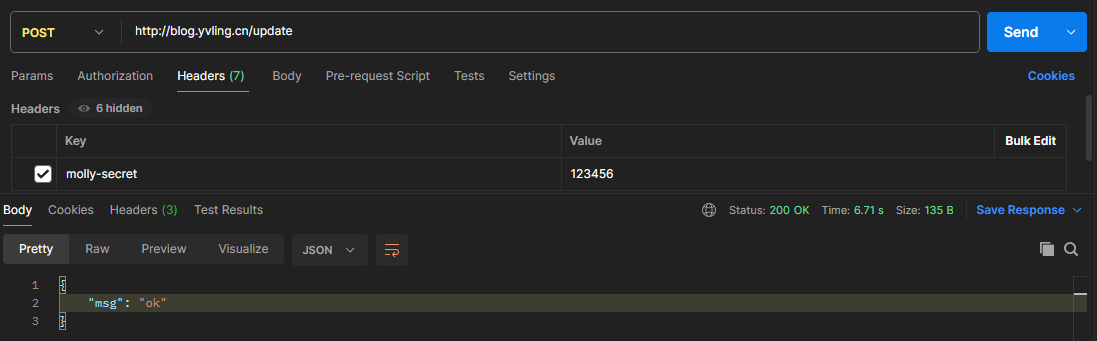 POST http://blog.yvling.cn/update Send
Params Authorization Headers (7) Body Pre-request Script Tests Settings Cookies
Headers 6 hidden
Key Value Bulk Edit
molly-secret 123456
Body Cookies Headers (3) Test Results Status: 200 OK Time: 6.71 s Size: 135 B Save Response
Pretty Raw Preview Visualize JSON
1 {
2 "msg": "ok"
3 }